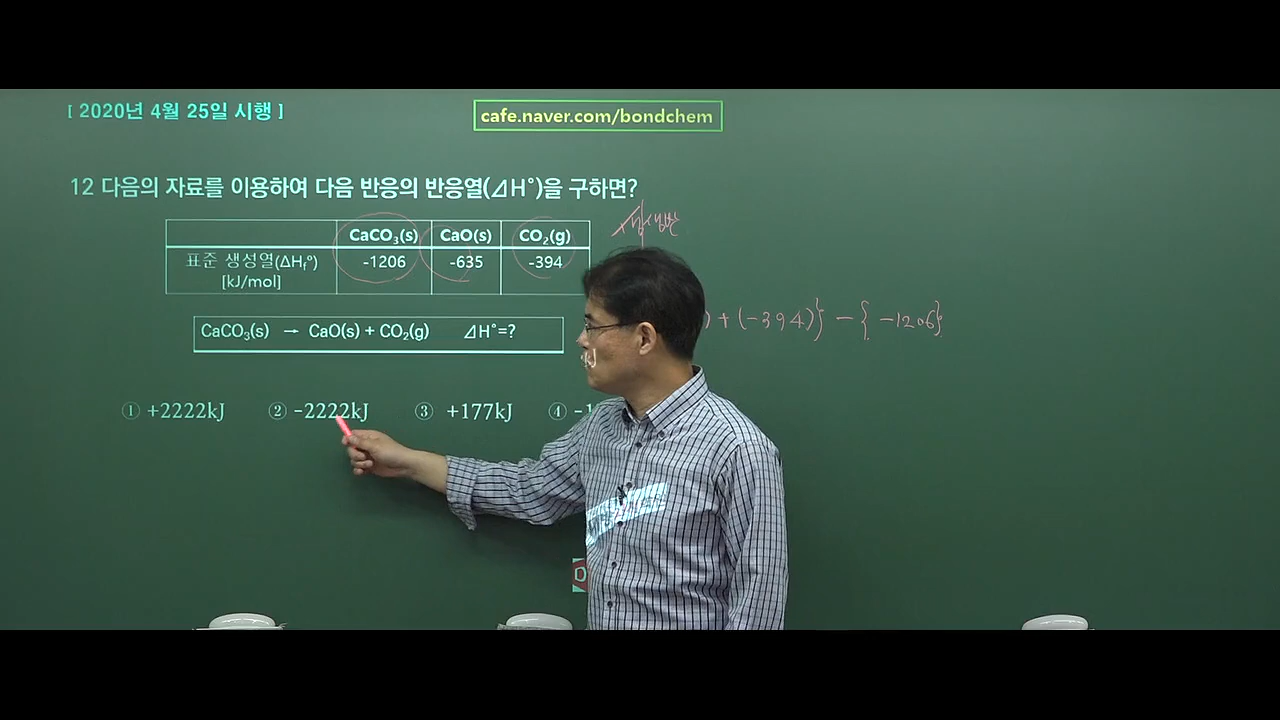 [ 2020년 4월 25일 시행 ]
cafe.naver.com/bondchem
12 다음의 자료를 이용하여 다음 반응의 반응열(⊿H°)을 구하면?
CaCO₃(s) CaO(s) CO₂(g)
표준 생성열(ΔHf°) -1206 -635 -394
[kJ/mol]
CaCO₃(s) → CaO(s) + CO₂(g) ⊿H°=?
) + (-394)} - { -1206}
① +2222kJ ② -2222kJ ③ +177kJ ④ -1